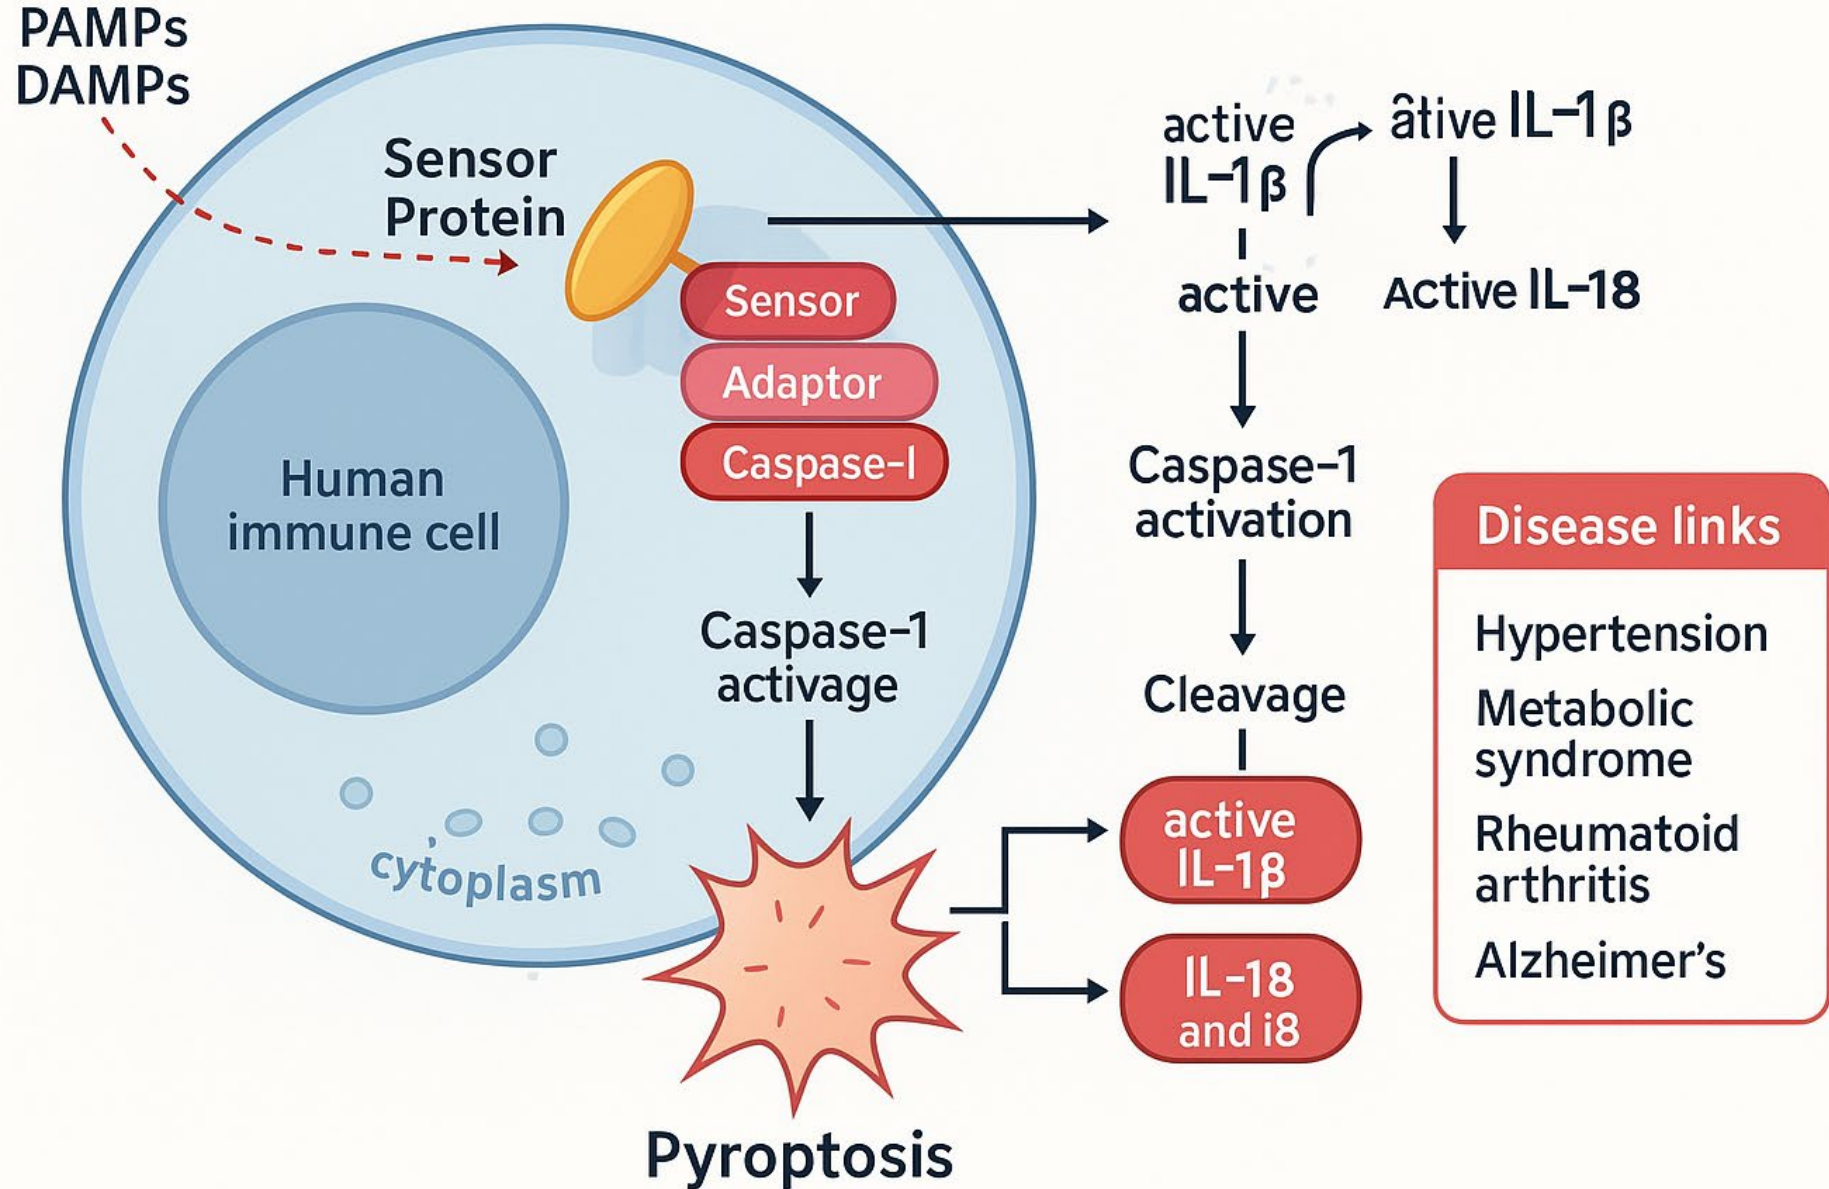 PAMPs
DAMPs
Sensor
Protein
Sensor
Adaptor
Caspase-l
Human
immune cell
Caspase-1
activage
cytoplasm
Pyroptosis
active
IL-1β
âtive IL-1β
active
Active IL-18
Caspase-1
activation
Cleavage
active
IL-1β
IL-18
and i8
Disease links
Hypertension
Metabolic
syndrome
Rheumatoid
arthritis
Alzheimer's